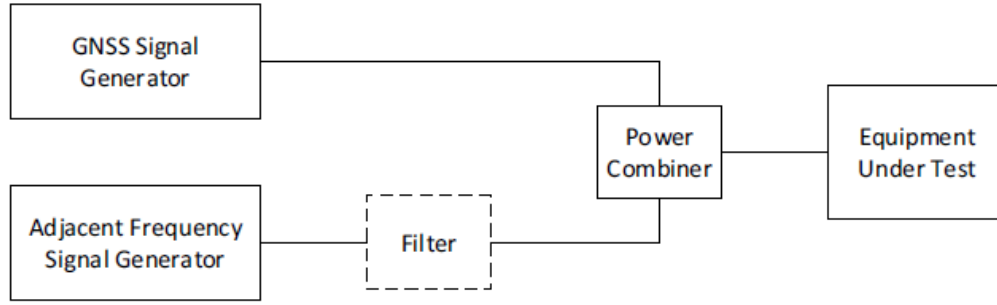 GNSS Signal
Generator
Power
Combiner
Equipment
Under Test
Adjacent Frequency
Signal Generator
Filter